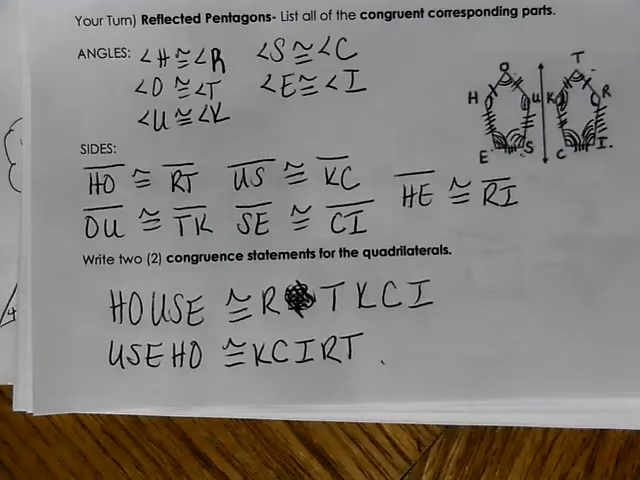 Your Turn) Reflected Pentagons- List all of the congruent corresponding parts.
ANGLES: ∠H ≅ ∠R ∠S ≅ ∠C
∠O ≅ ∠T ∠E ≅ ∠I
∠U ≅ ∠K
O T
H U K R
E S C I
SIDES:
HO ≅ RT US ≅ KC HE ≅ RI
OU ≅ TK SE ≅ CI
Write two (2) congruence statements for the quadrilaterals.
HOUSE ≅ R TKCI
USEHO ≅ KCIRT.